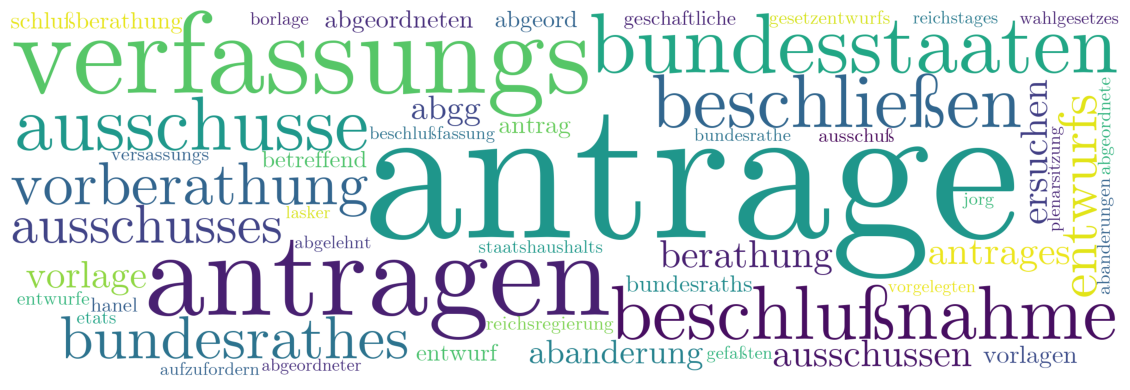 schlußberathung borlage abgeordneten abgeord geschaftliche gesetzentwurfs reichstages wahlgesetzes
verfassungs bundesstaaten
ausschusse abgg beschließen ersuchen entwurfs abgeordnete
beschlußfassung antrag bundesrathe ausschuß plenarsitzung
versassungs betreffend antrage
vorberathung jorg abanderungen
ausschusses lasker
abgelehnt staatshaushalts berathung antrages
vorlage antragen bundesraths vorgelegten
entwurfe hanel beschlußnahme
etats bundesrathes reichsregierung
entwurf abanderung gefaßten ausschussen vorlagen
aufzufordern abgeordneter